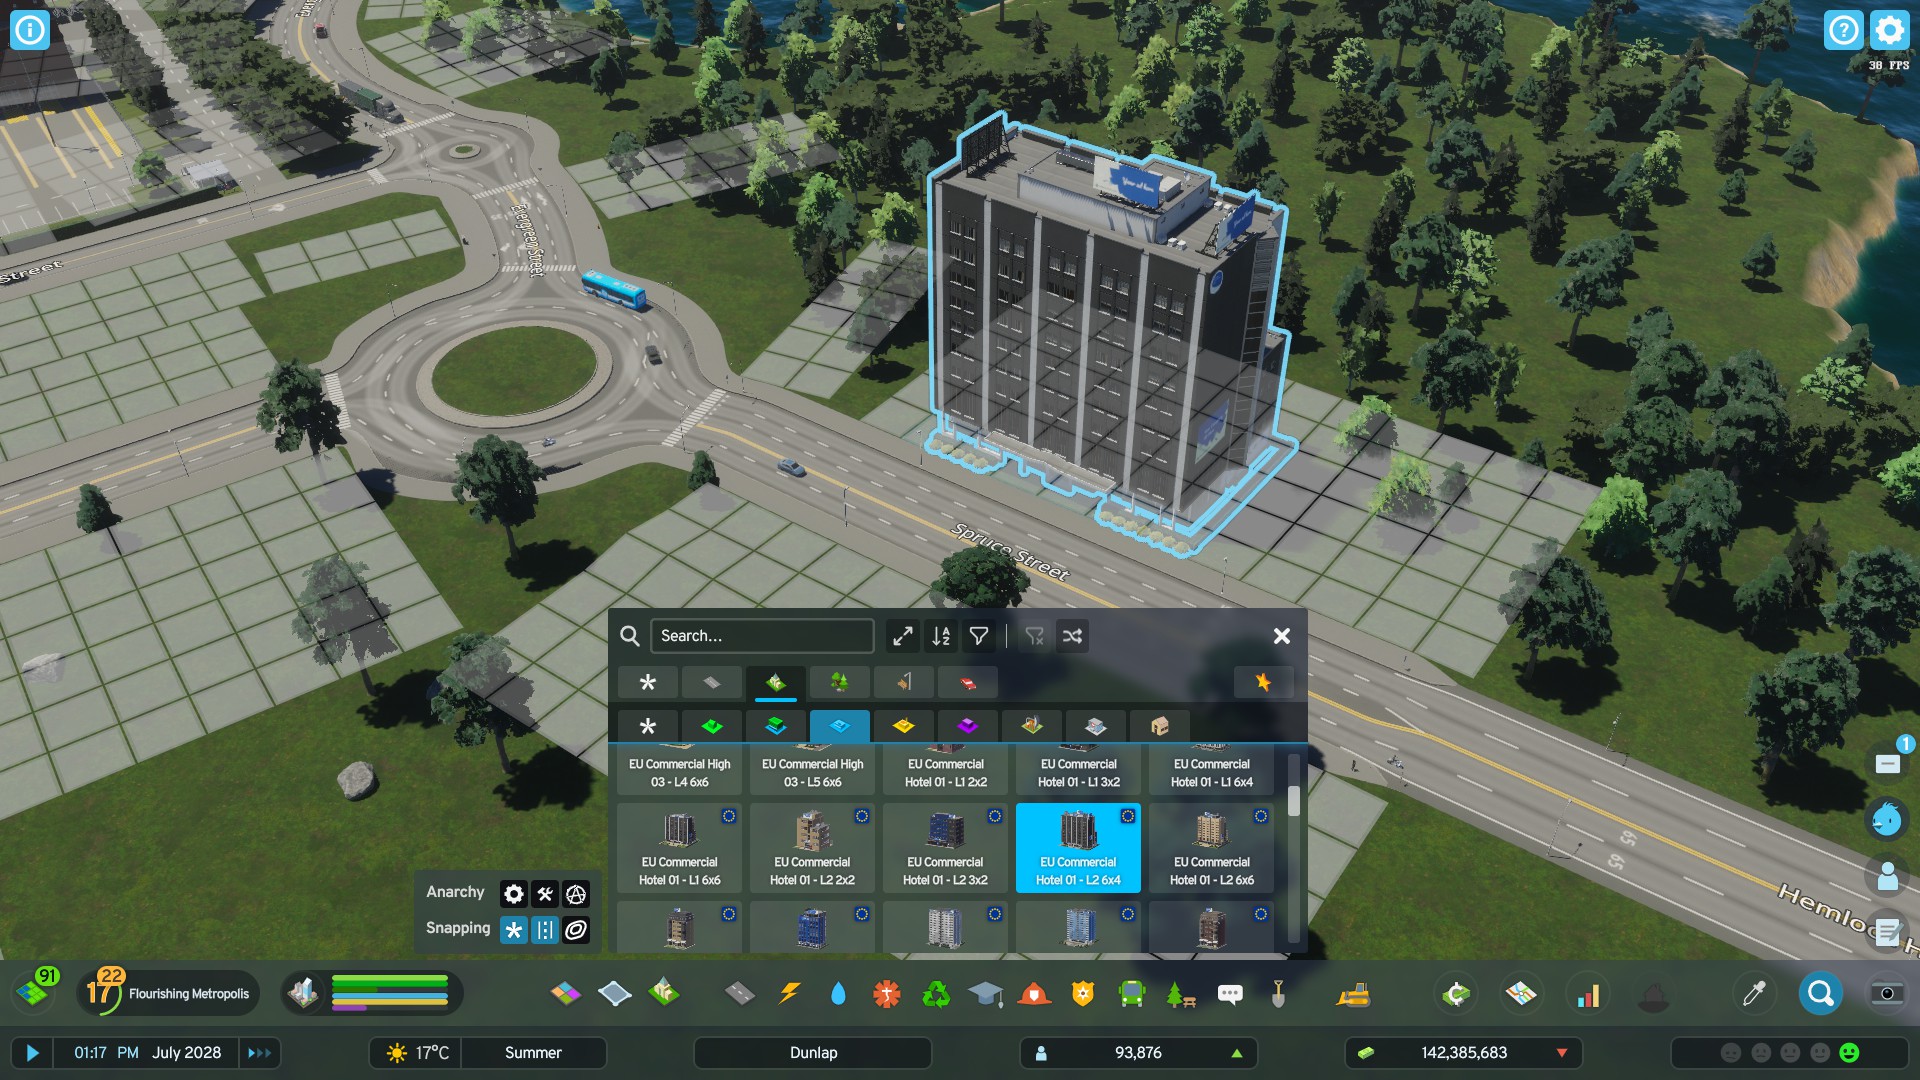 38 FPS
Evergreen Street
Street
Spruce Street
Search...
EU Commercial High
03 - L4 6x6
EU Commercial High
03 - L5 6x6
EU Commercial
Hotel 01 - L1 2x2
EU Commercial
Hotel 01 - L1 3x2
EU Commercial
Hotel 01 - L1 6x4
EU Commercial
Hotel 01 - L1 6x6
EU Commercial
Hotel 01 - L2 2x2
EU Commercial
Hotel 01 - L2 3x2
EU Commercial
Hotel 01 - L2 6x4
EU Commercial
Hotel 01 - L2 6x6
1
55
55
Anarchy
Snapping
91
22
17
Flourishing Metropolis
01:17 PM July 2028
17°C
Summer
Dunlap
93,876
142,385,683